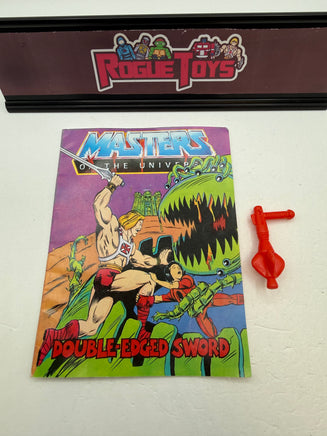 ROGUE TOYS
MASTERS
OF THE UNIVERSE
DOUBLE-EDGED SWORD